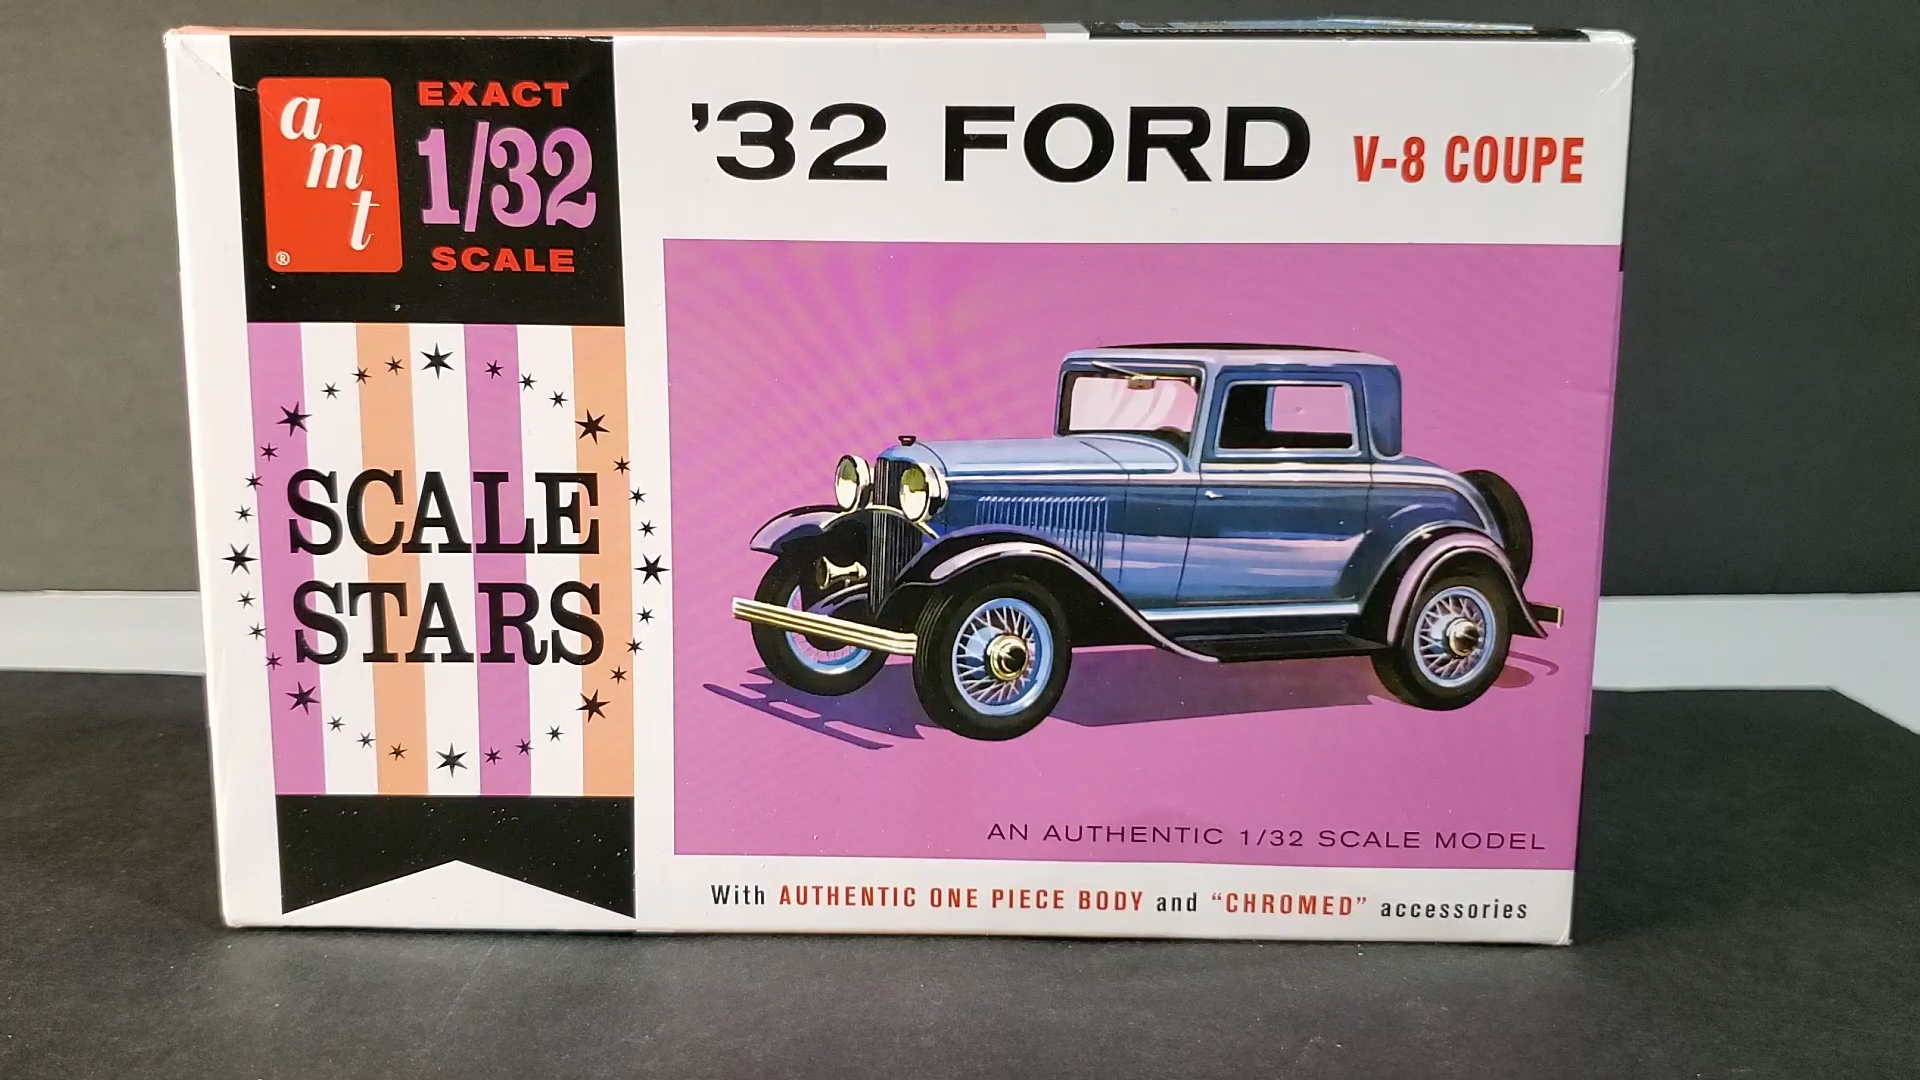 amt
®
EXACT
1/32
SCALE
'32 FORD V-8 COUPE
SCALE
STARS
AN AUTHENTIC 1/32 SCALE MODEL
With AUTHENTIC ONE PIECE BODY and “CHROMED” accessories